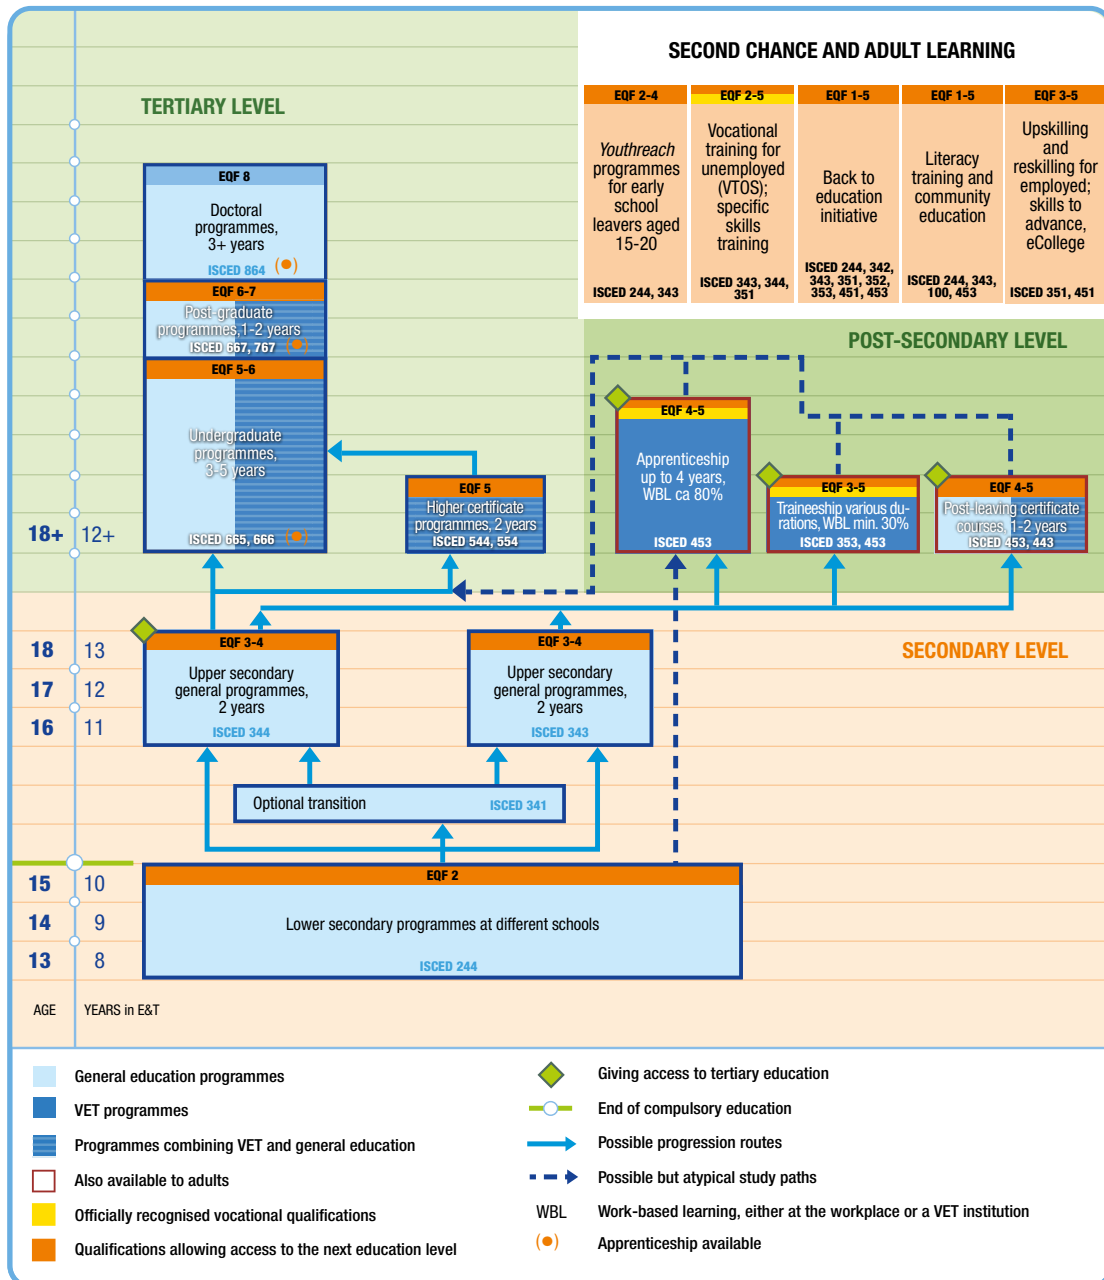 SECOND CHANCE AND ADULT LEARNING
EQF 2-4
Youthreach
programmes
for early
school
leavers aged
15-20
ISCED 244, 343
EQF 2-5
Vocational
training for
unemployed
(VTOS);
specific
skills
training
ISCED 343, 344,
351
EQF 1-5
Back to
education
initiative
ISCED 244, 342,
343, 351, 352,
353, 451, 453
EQF 1-5
Literacy
training and
community
education
ISCED 244, 343,
100, 453
EQF 3-5
Upskilling
and
reskilling for
employed;
skills to
advance,
eCollege
ISCED 351, 451
TERTIARY LEVEL
EQF 8
Doctoral
programmes,
3+ years
ISCED 864
EQF 6-7
Post-graduate
programmes,1-2 years
ISCED 667, 767
EQF 5-6
Undergraduate
programmes,
3-5 years
ISCED 665, 666
EQF 5
Higher certificate
programmes, 2 years
ISCED 544, 554
POST-SECONDARY LEVEL
EQF 4-5
Apprenticeship
up to 4 years,
WBL ca 80%
ISCED 453
EQF 3-5
Traineeship various du-
rations, WBL min. 30%
ISCED 353, 453
EQF 4-5
Post-leaving certificate
courses, 1-2 years
ISCED 453, 443
18+ 12+
SECONDARY LEVEL
EQF 3-4
Upper secondary
general programmes,
2 years
ISCED 344
EQF 3-4
Upper secondary
general programmes,
2 years
ISCED 343
18 13
17 12
16 11
Optional transition ISCED 341
EQF 2
Lower secondary programmes at different schools
ISCED 244
15 10
14 9
13 8
AGE YEARS in E&T
General education programmes
VET programmes
Programmes combining VET and general education
Also available to adults
Officially recognised vocational qualifications
Qualifications allowing access to the next education level
Giving access to tertiary education
End of compulsory education
Possible progression routes
Possible but atypical study paths
WBL Work-based learning, either at the workplace or a VET institution
Apprenticeship available